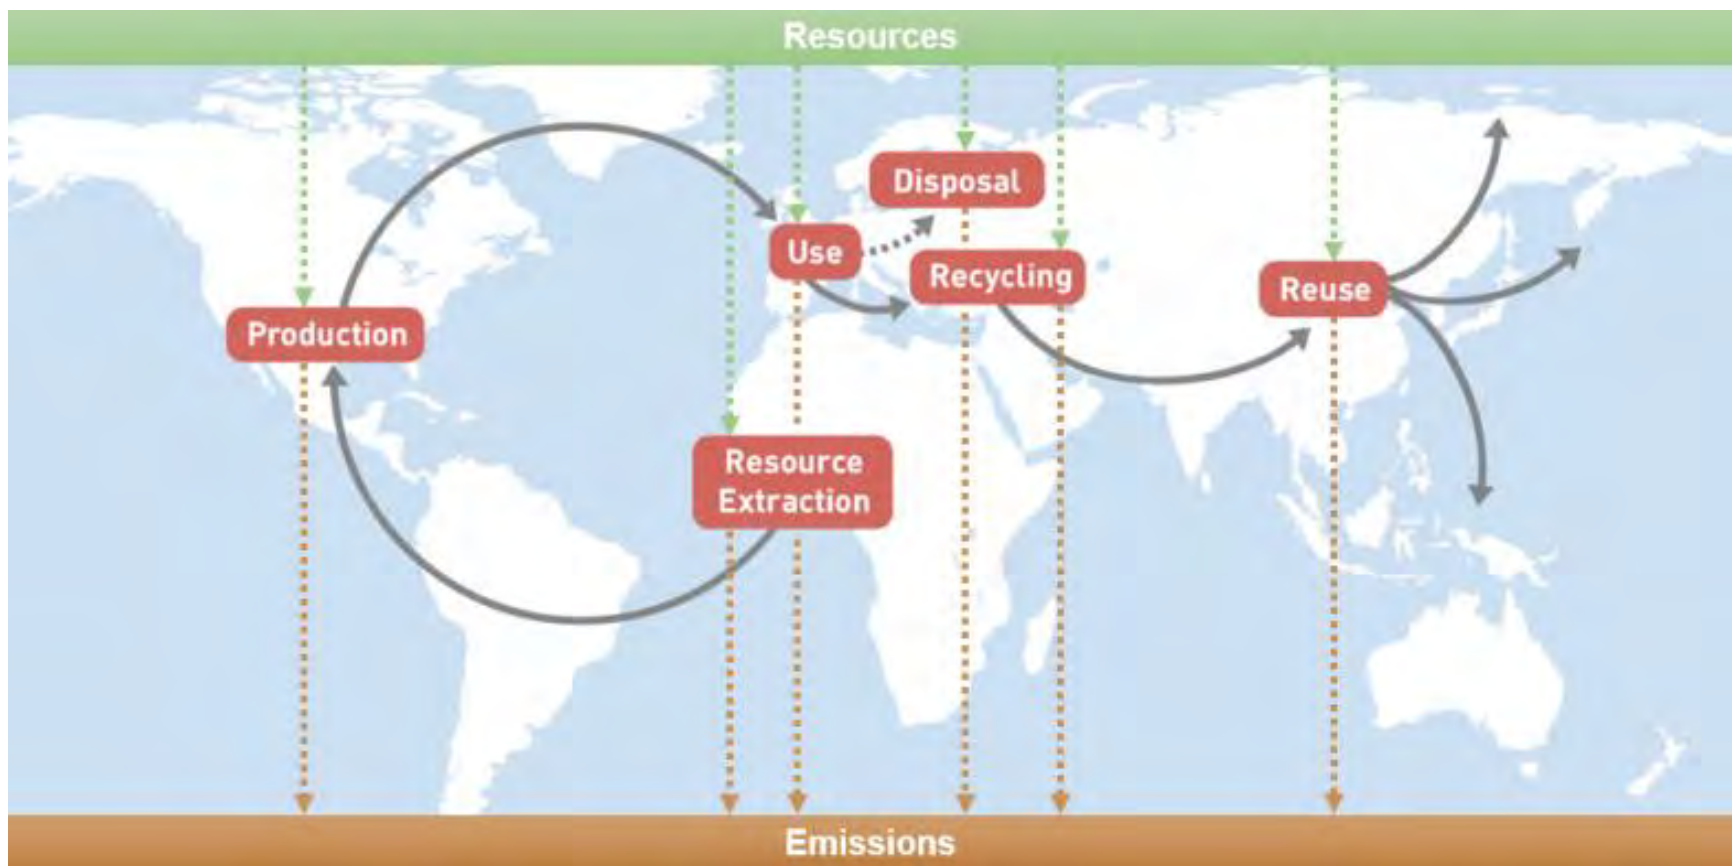 Resources
Disposal
Use
Recycling
Reuse
Production
Resource
Extraction
Emissions